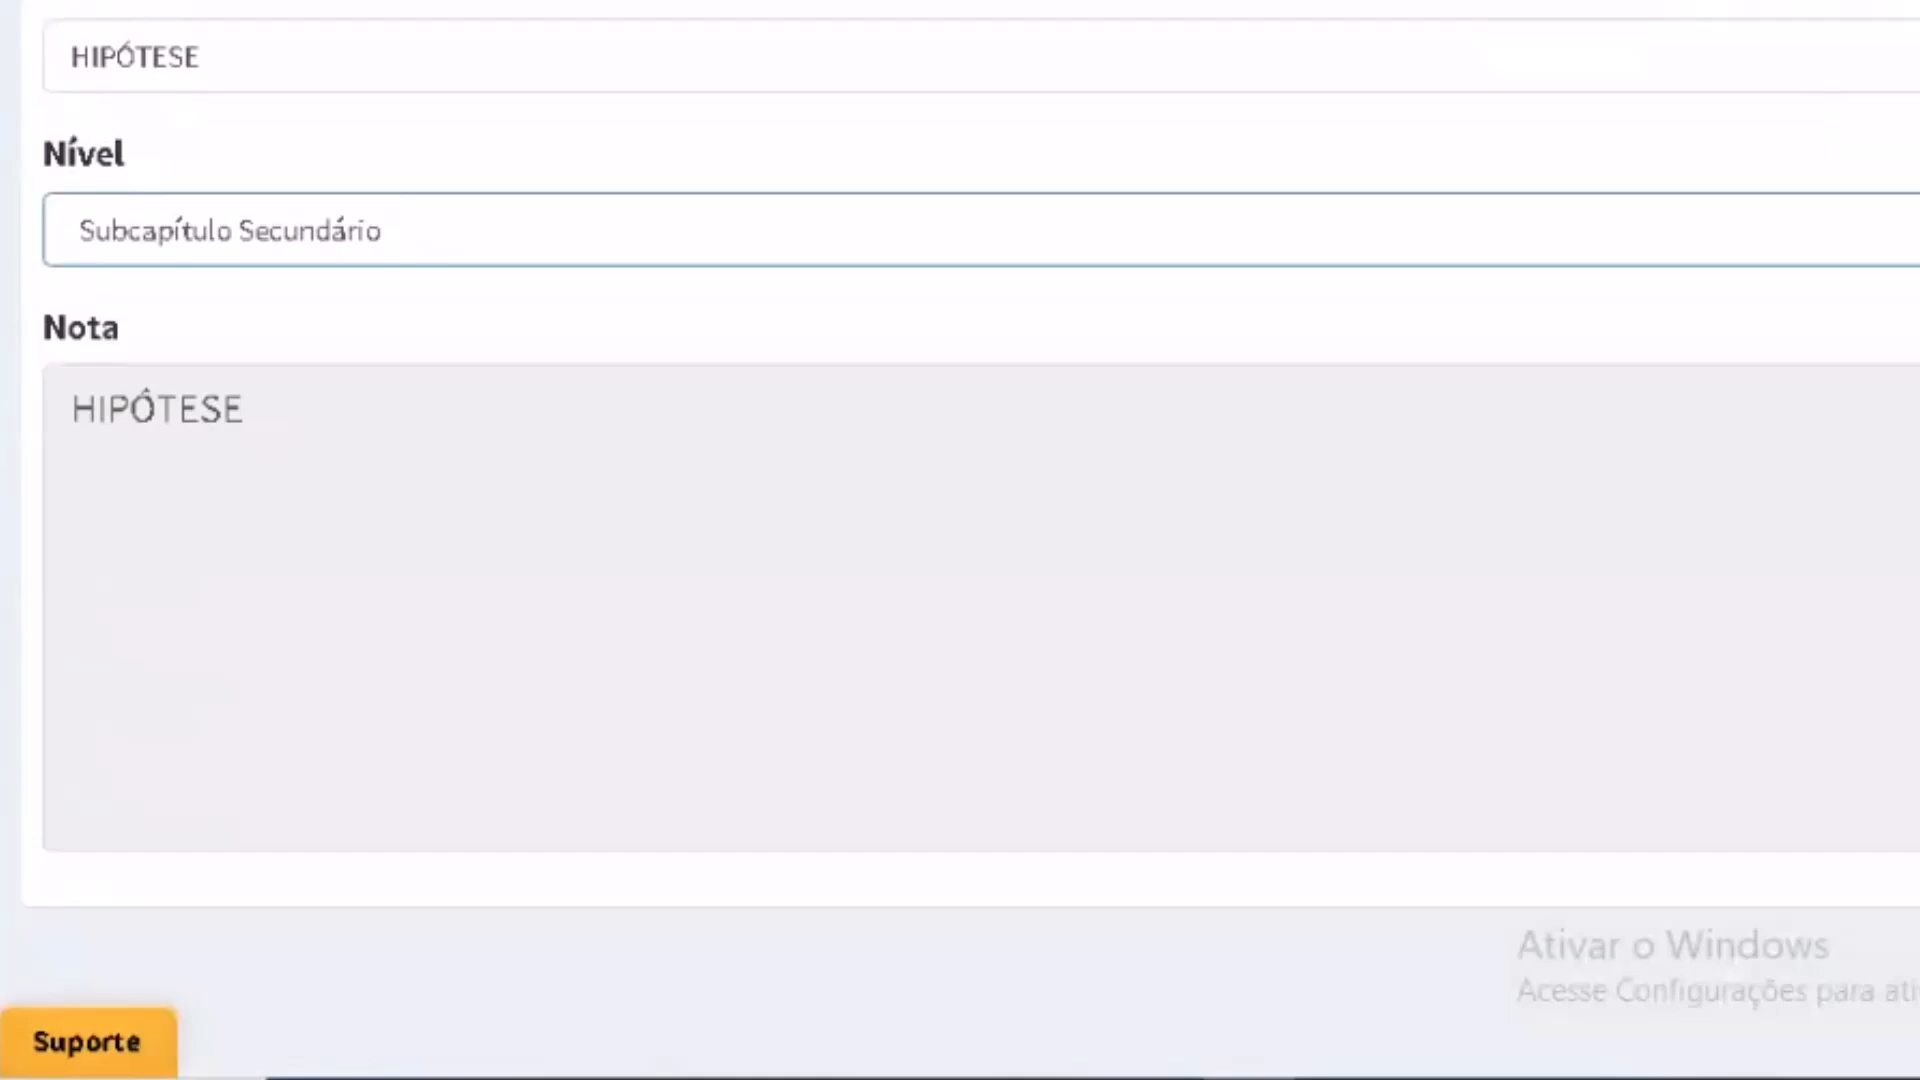 HIPÓTESE
Nível
Subcapítulo Secundário
Nota
HIPÓTESE
Ativar o Windows
Acesse Configurações para
Suporte